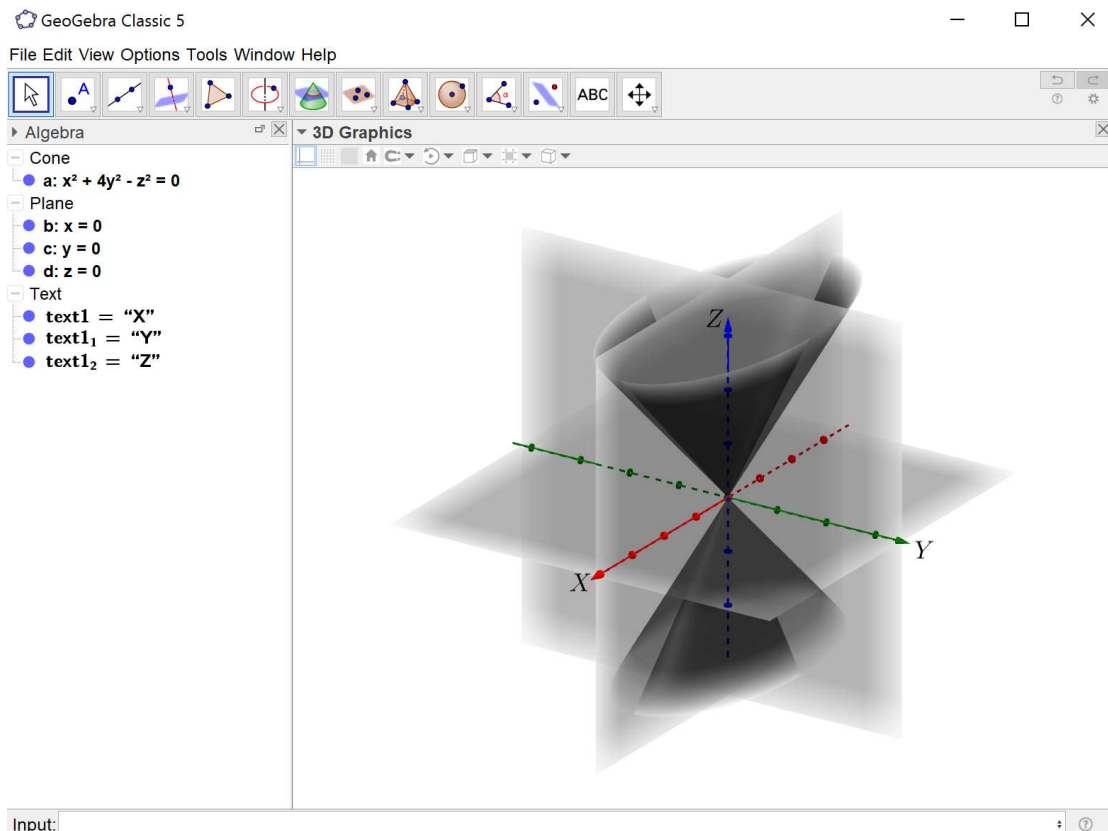 GeoGebra Classic 5
File Edit View Options Tools Window Help
A
α
ABC
Algebra
3D Graphics
Cone
a: x² + 4y² - z² = 0
Plane
b: x = 0
c: y = 0
d: z = 0
Text
text1 = “X”
text1₁ = “Y”
text1₂ = “Z”
Z
X
Y
Input: